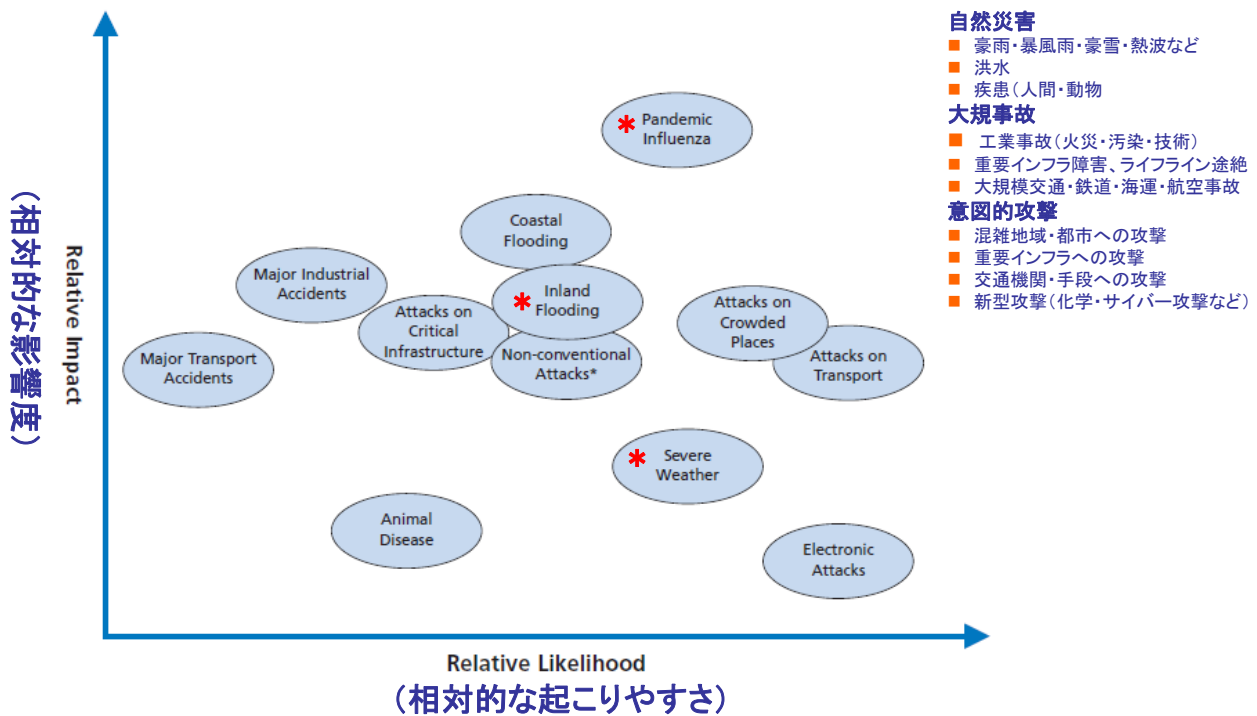 自然災害
■ 豪雨・暴風雨・豪雪・熱波など
■ 洪水
■ 疾患（人間・動物
大規事故
■ 工業事故（火災・汚染・技術）
■ 重要インフラ障害、ライフライン途絶
■ 大規模交通・鉄道・海運・航空事故
意図的攻撃
■ 混雑地域・都市への攻撃
■ 重要インフラへの攻撃
■ 交通機関・手段への攻撃
■ 新型攻撃（化学・サイバー攻撃など）
（相対的な影響度）
Relative Impact
* Pandemic
Influenza
Coastal
Flooding
Major Industrial
Accidents
* Inland
Flooding
Attacks on
Critical
Infrastructure
Attacks on
Crowded
Places
Non-conventional
Attacks*
Major Transport
Accidents
Attacks on
Transport
* Severe
Weather
Animal
Disease
Electronic
Attacks
Relative Likelihood
（相対的な起こりやすさ）